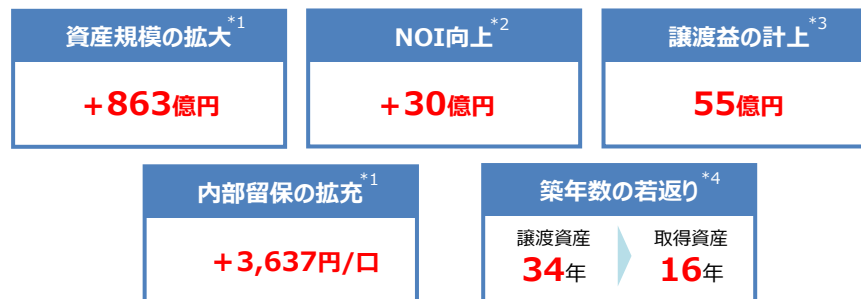 資産規模の拡大*1
NOI向上*2
譲渡益の計上*3
+863億円
+30億円
55億円
内部留保の拡充*1
築年数の若返り*4
+3,637円/口
譲渡資産
取得資産
34年
16年